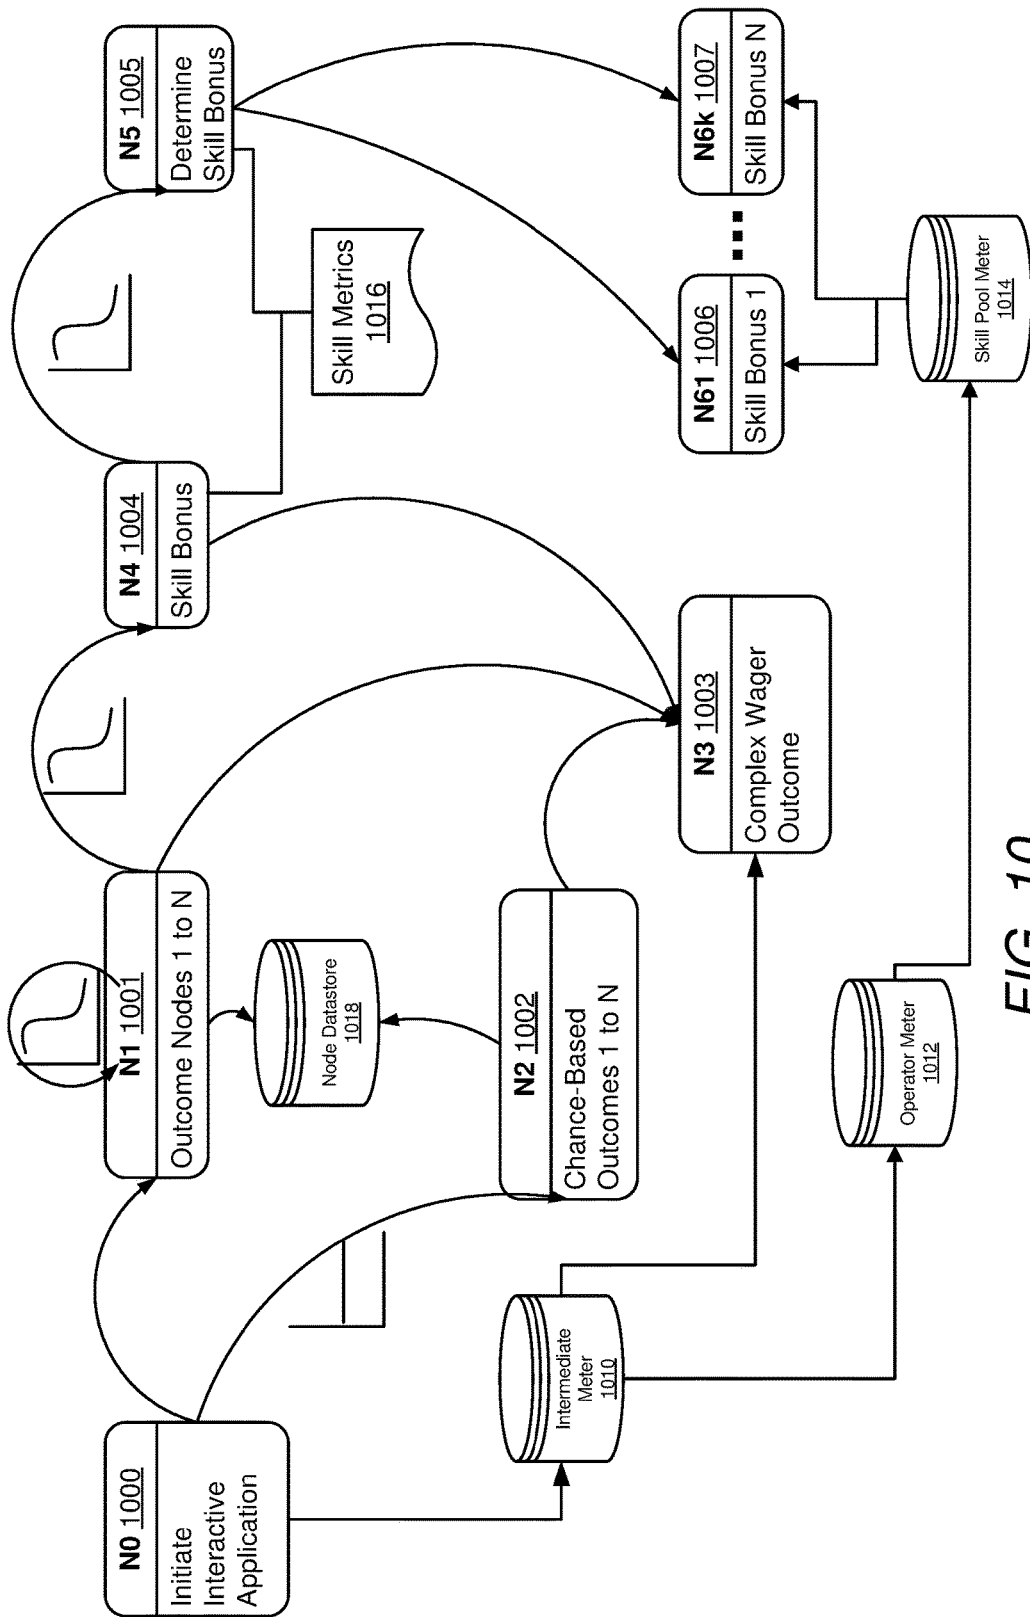 N0 1000
Initiate
Interactive
Application
N1 1001
Outcome Nodes 1 to N
N4 1004
Skill Bonus
N5 1005
Determine
Skill Bonus
Node Datastore
1018
Skill Metrics
1016
N2 1002
Chance-Based
Outcomes 1 to N
Intermediate
Meter
1010
N3 1003
Complex Wager
Outcome
N61 1006
Skill Bonus 1
N6k 1007
Skill Bonus N
Operator Meter
1012
Skill Pool Meter
1014
FIG. 10